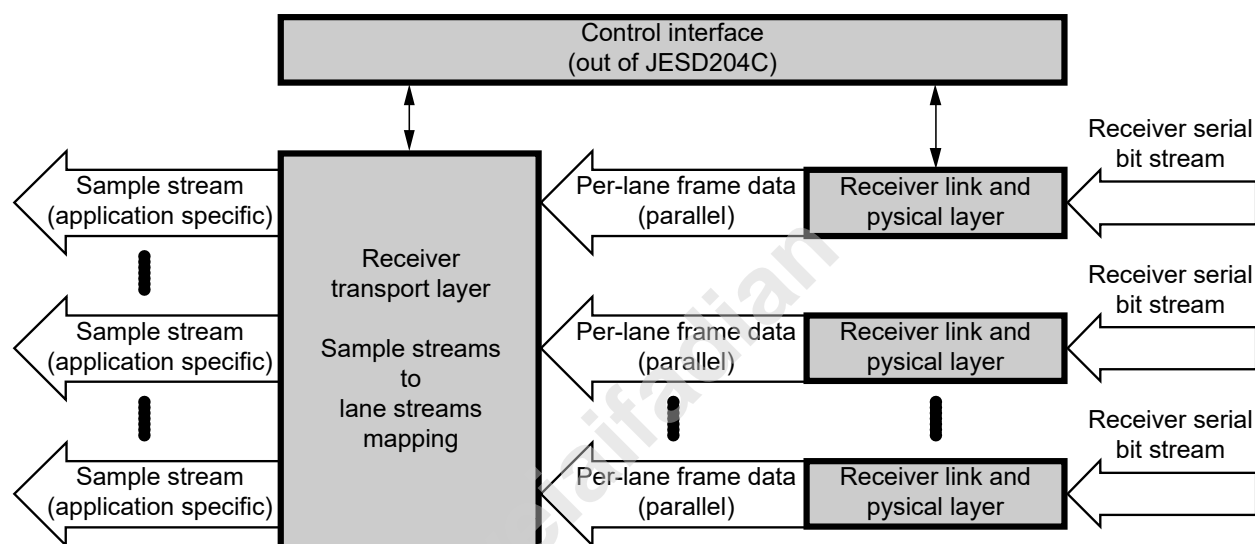 Control interface
(out of JESD204C)
Receiver serial
bit stream
Sample stream
(application specific)
Per-lane frame data
(parallel)
Receiver link and
pysical layer
Receiver
transport layer
Sample streams
to
lane streams
mapping
Receiver serial
bit stream
Sample stream
(application specific)
Per-lane frame data
(parallel)
Receiver link and
pysical layer
Receiver serial
bit stream
Sample stream
(application specific)
Per-lane frame data
(parallel)
Receiver link and
pysical layer